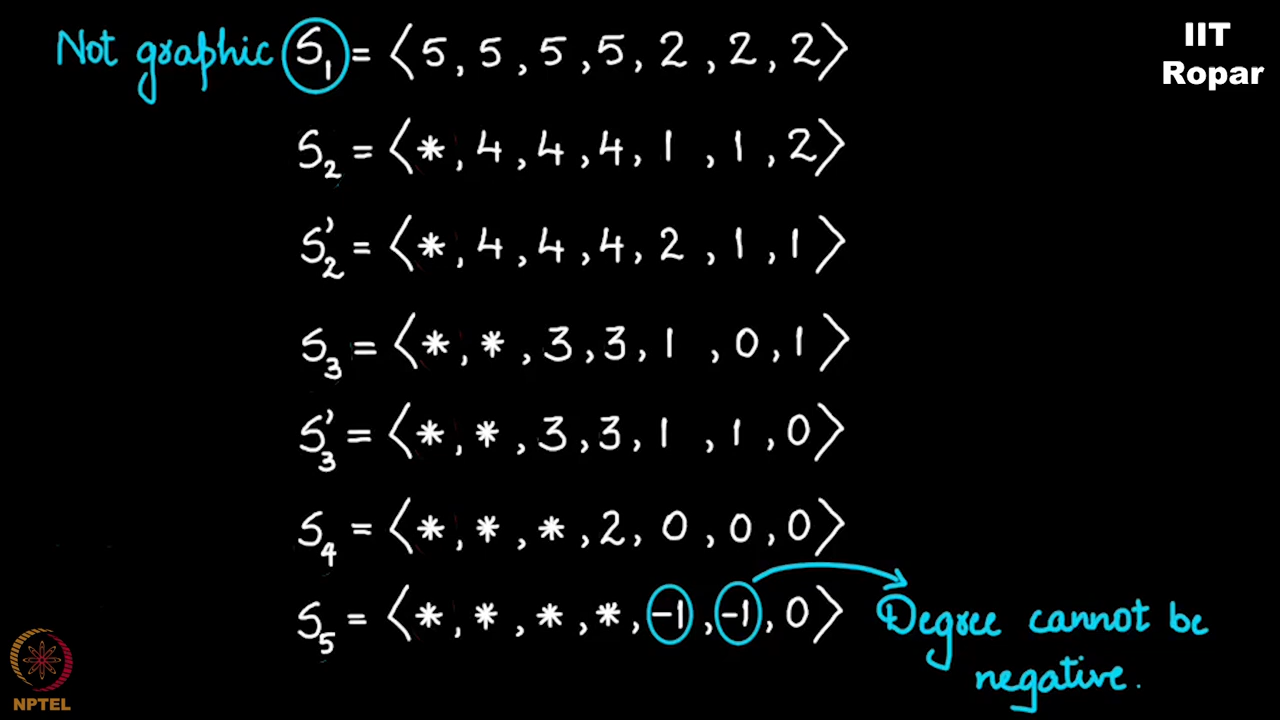 Not graphic S₁ = ⟨5, 5, 5, 5, 2, 2, 2⟩
IIT
Ropar
S₂ = ⟨*, 4, 4, 4, 1, 1, 2⟩
S₂' = ⟨*, 4, 4, 4, 2, 1, 1⟩
S₃ = ⟨*, *, 3, 3, 1, 0, 1⟩
S₃' = ⟨*, *, 3, 3, 1, 1, 0⟩
S₄ = ⟨*, *, *, 2, 0, 0, 0⟩
S₅ = ⟨*, *, *, *, -1, -1, 0⟩
Degree cannot be
negative.
NPTEL